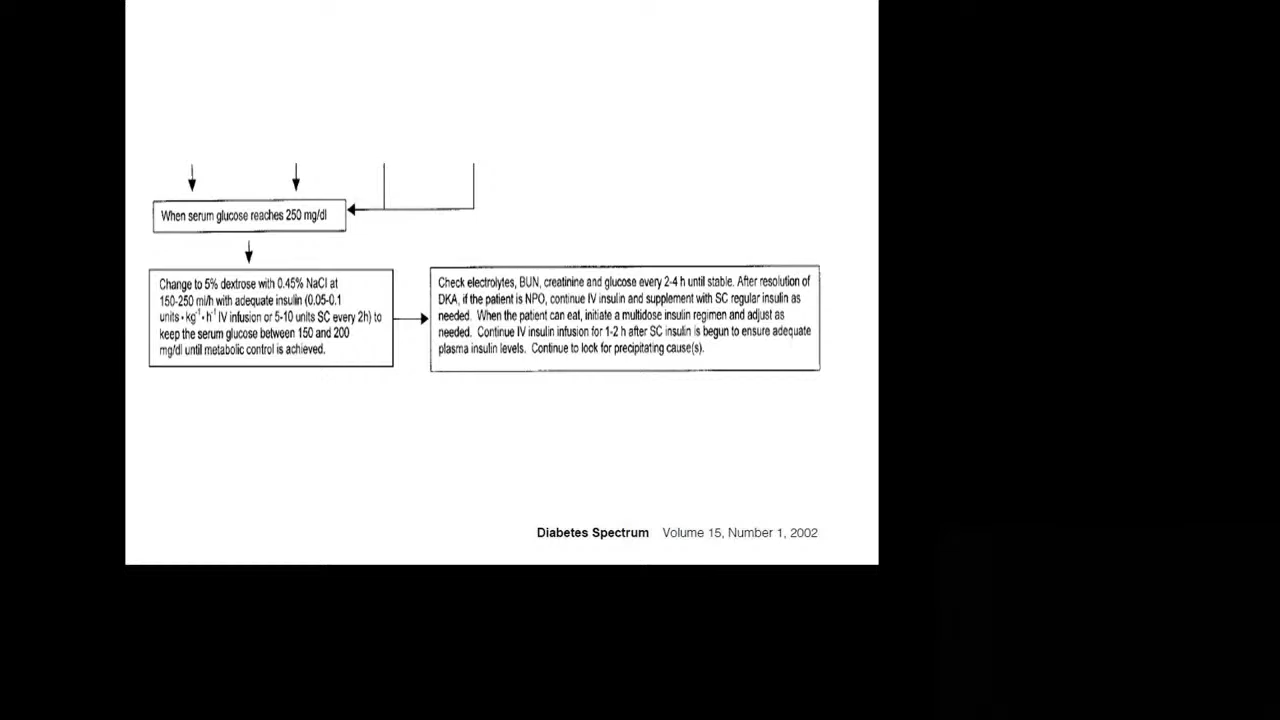 When serum glucose reaches 250 mg/dl
Change to 5% dextrose with 0.45% NaCl at
150-250 ml/h with adequate insulin (0.05-0.1
units · kg⁻¹ · h⁻¹ IV infusion or 5-10 units SC every 2h) to
keep the serum glucose between 150 and 200
mg/dl until metabolic control is achieved.
Check electrolytes, BUN, creatinine and glucose every 2-4 h until stable. After resolution of
DKA, if the patient is NPO, continue IV insulin and supplement with SC regular insulin as
needed. When the patient can eat, initiate a multidose insulin regimen and adjust as
needed. Continue IV insulin infusion for 1-2 h after SC insulin is begun to ensure adequate
plasma insulin levels. Continue to look for precipitating cause(s).
Diabetes Spectrum Volume 15, Number 1, 2002